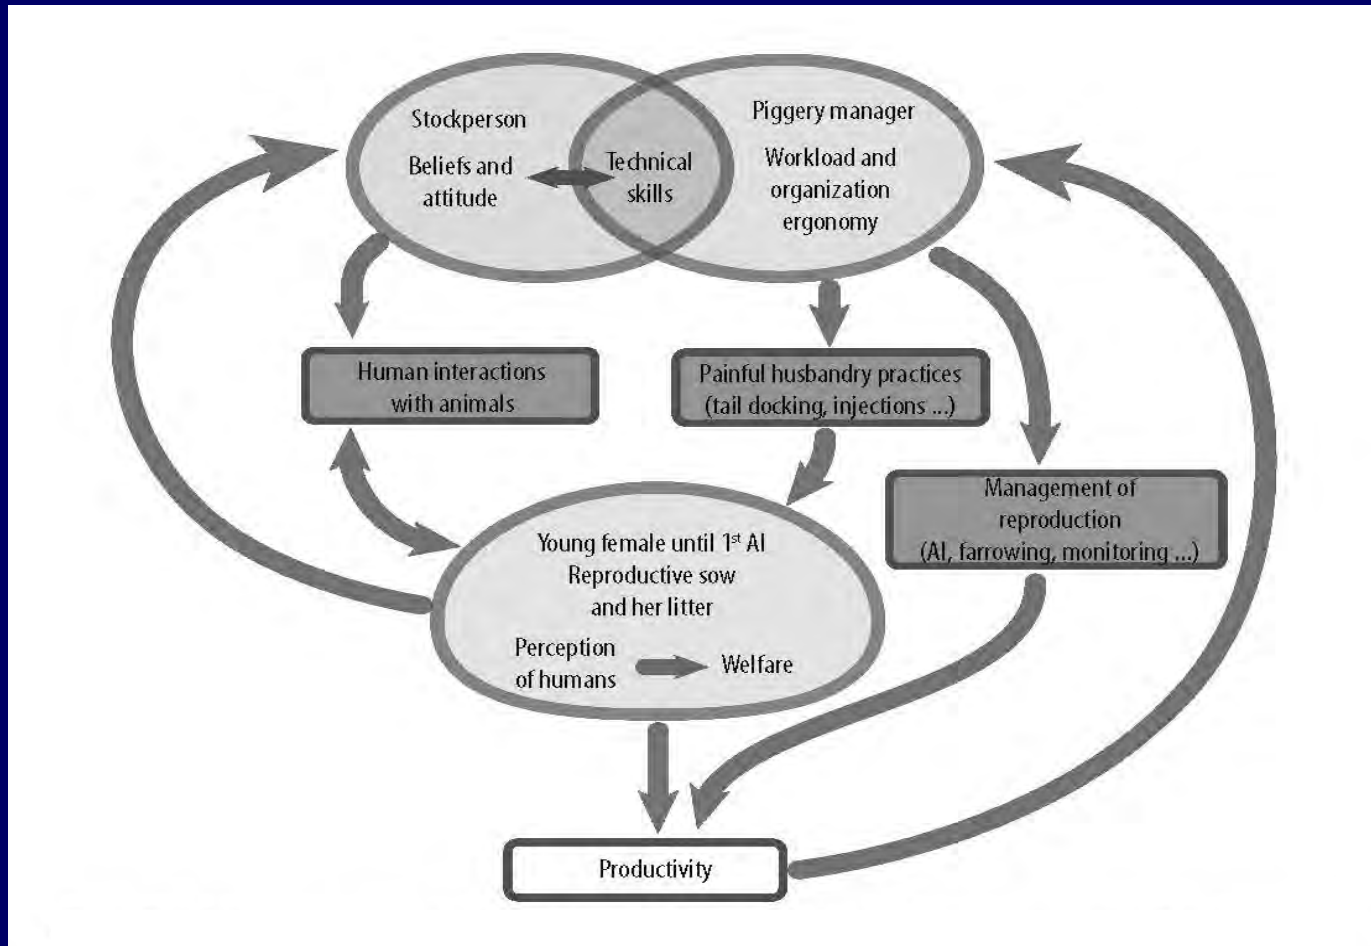 Stockperson
Beliefs and
attitude
Technical
skills
Piggery manager
Workload and
organization
ergonomy
Human interactions
with animals
Painful husbandry practices
(tail docking, injections ...)
Management of
reproduction
(AI, farrowing, monitoring ...)
Young female until 1st AI
Reproductive sow
and her litter
Perception
of humans
Welfare
Productivity